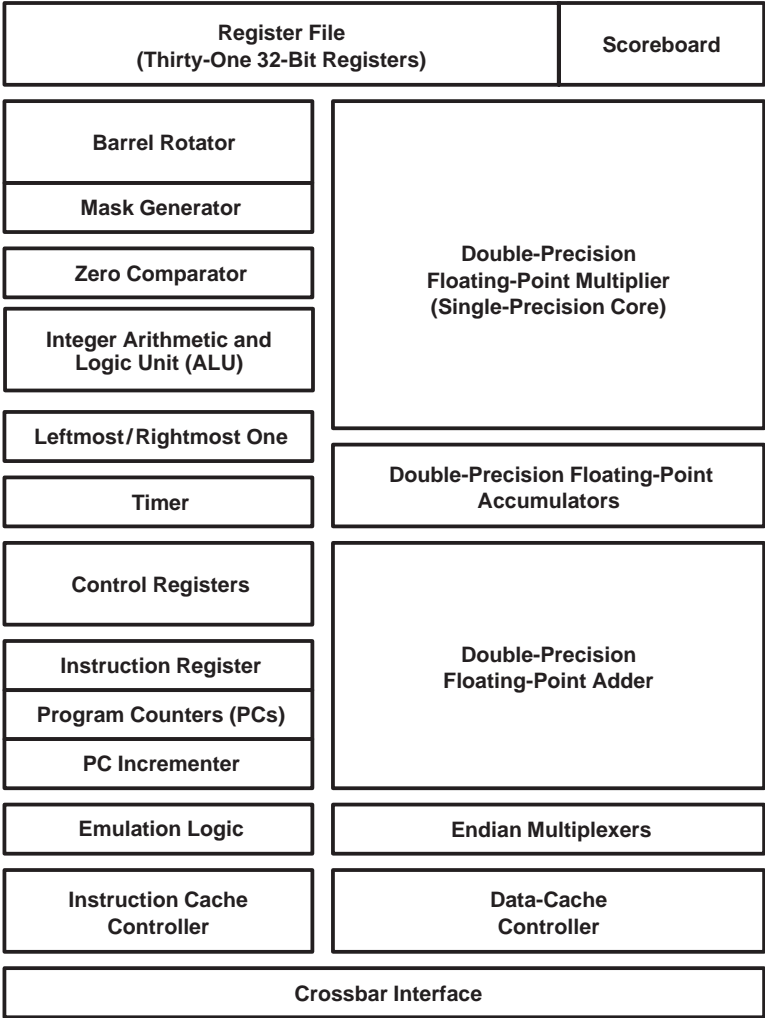 Register File
(Thirty-One 32-Bit Registers)
Scoreboard
Barrel Rotator
Mask Generator
Zero Comparator
Integer Arithmetic and
Logic Unit (ALU)
Leftmost/Rightmost One
Timer
Control Registers
Instruction Register
Program Counters (PCs)
PC Incrementer
Emulation Logic
Instruction Cache
Controller
Double-Precision
Floating-Point Multiplier
(Single-Precision Core)
Double-Precision Floating-Point
Accumulators
Double-Precision
Floating-Point Adder
Endian Multiplexers
Data-Cache
Controller
Crossbar Interface